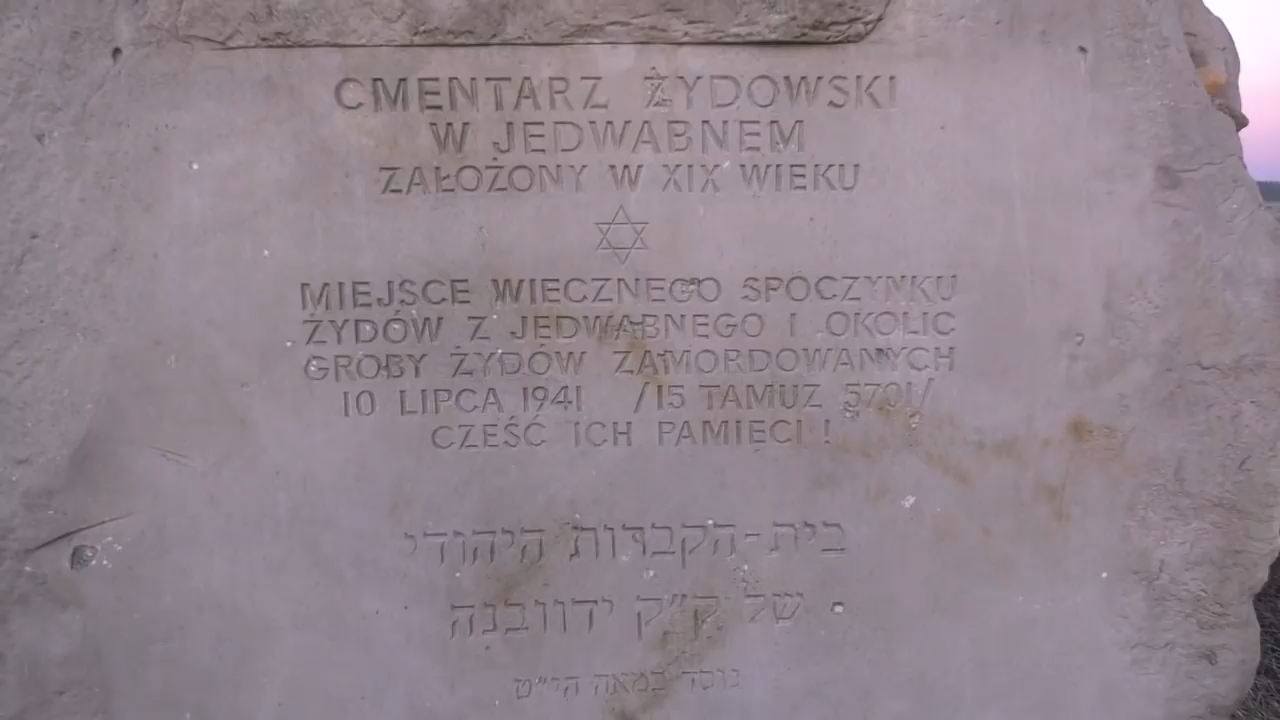 CMENTARZ ŻYDOWSKI
W JEDWABNEM
ZAŁOŻONY W XIX WIEKU
MIEJSCE WIECZNEGO SPOCZYNKU
ŻYDÓW Z JEDWABNEGO I OKOLIC
GROBY ŻYDÓW ZAMORDOWANYCH
10 LIPCA 1941 /15 TAMUZ 5701/
CZEŚĆ ICH PAMIĘCI !
בית-הקברות היהודי
של ק״ק ידוובנה
נוסד במאה הי״ט